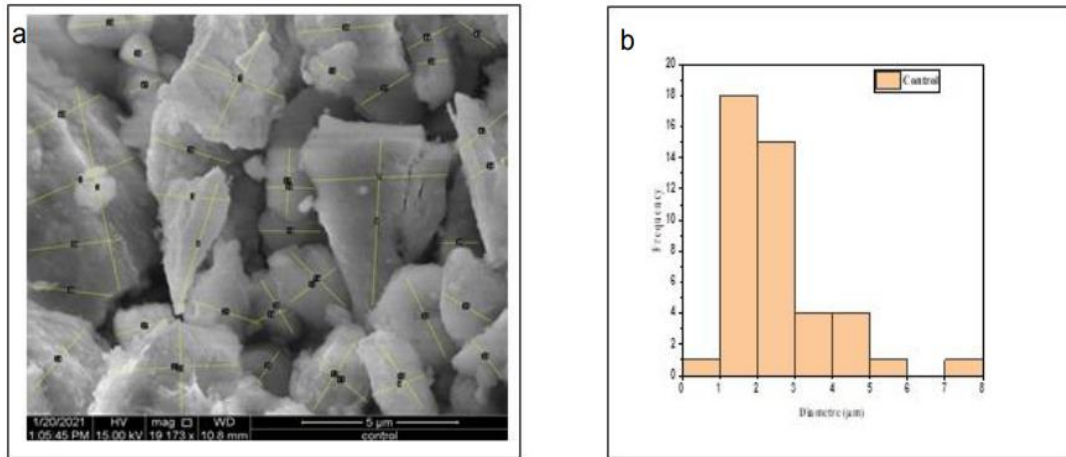 a
1/20/2021 HV mag WD 5 μm
1:05:45 PM 15.00 kV 19 173 x 10.8 mm control
b
Control
20
18
16
14
12
10
8
6
4
2
0
Frequency
0 1 2 3 4 5 6 7 8
Diametre(μm)